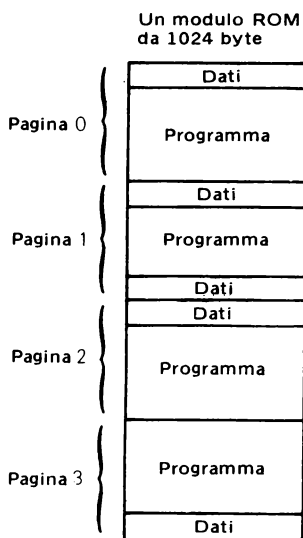 Un modulo ROM
da 1024 byte
Dati
Pagina 0
Programma
Dati
Pagina 1
Programma
Dati
Dati
Pagina 2
Programma
Programma
Pagina 3
Dati